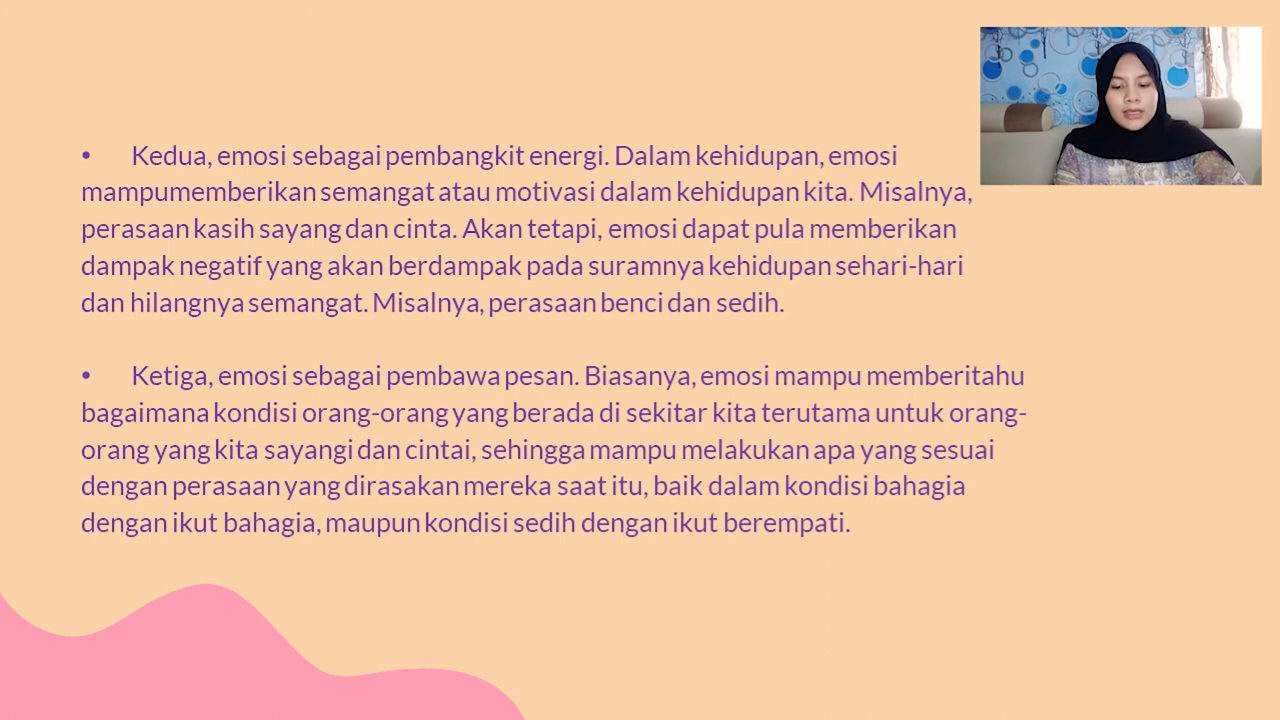 • Kedua, emosi sebagai pembangkit energi. Dalam kehidupan, emosi
mampumemberikan semangat atau motivasi dalam kehidupan kita. Misalnya,
perasaan kasih sayang dan cinta. Akan tetapi, emosi dapat pula memberikan
dampak negatif yang akan berdampak pada suramnya kehidupan sehari-hari
dan hilangnya semangat. Misalnya, perasaan benci dan sedih.
• Ketiga, emosi sebagai pembawa pesan. Biasanya, emosi mampu memberitahu
bagaimana kondisi orang-orang yang berada di sekitar kita terutama untuk orang-
orang yang kita sayangi dan cintai, sehingga mampu melakukan apa yang sesuai
dengan perasaan yang dirasakan mereka saat itu, baik dalam kondisi bahagia
dengan ikut bahagia, maupun kondisi sedih dengan ikut berempati.